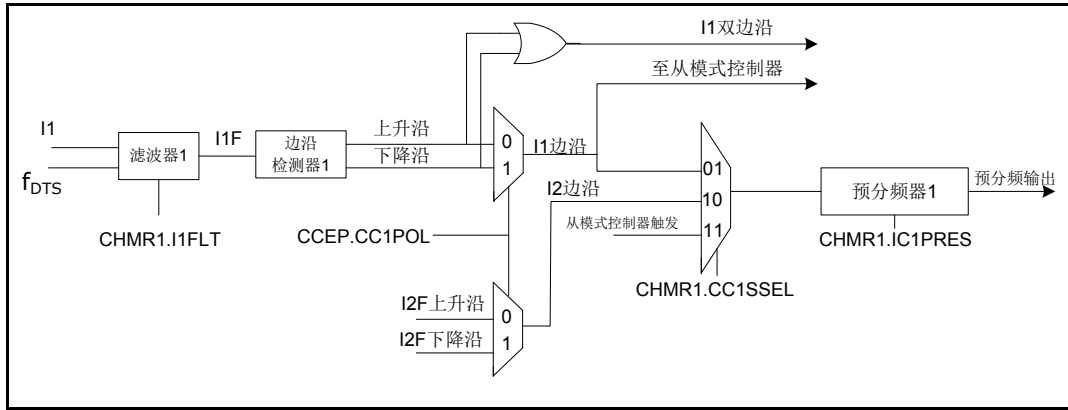 I1双边沿
至从模式控制器
I1
f_DTS
滤波器1
I1F
边沿
检测器1
上升沿
下降沿
0
1
I1边沿
I2边沿
从模式控制器触发
01
10
11
预分频器1
预分频输出
CHMR1.I1FLT
CCEP.CC1POL
CHMR1.IC1PRES
CHMR1.CC1SSEL
I2F上升沿
I2F下降沿
0
1